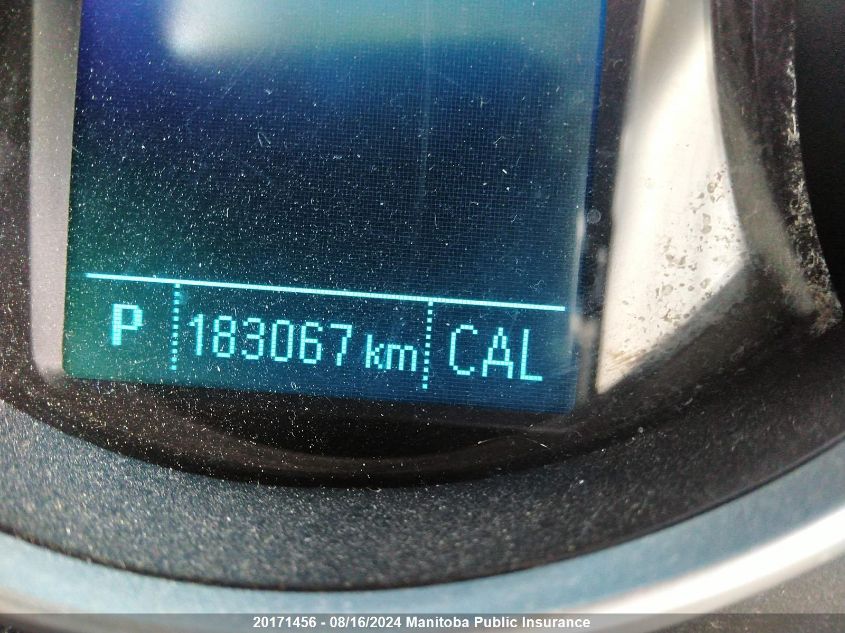 P 183067 km CAL
20171456 - 08/16/2024 Manitoba Public Insurance